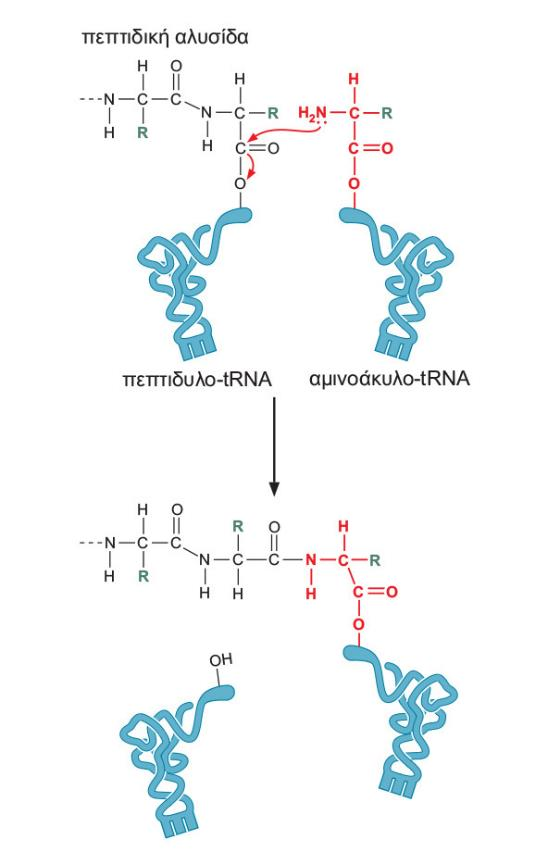 πεπτιδική αλυσίδα
H O H H
---N—C—C N—C—R H₂N—C—R
H R H C=O C=O
O O
πεπτιδυλο-tRNA αμινοάκυλο-tRNA
H O R O H
---N—C—C N—C—C—N—C—R
H R H H H C=O
O
OH